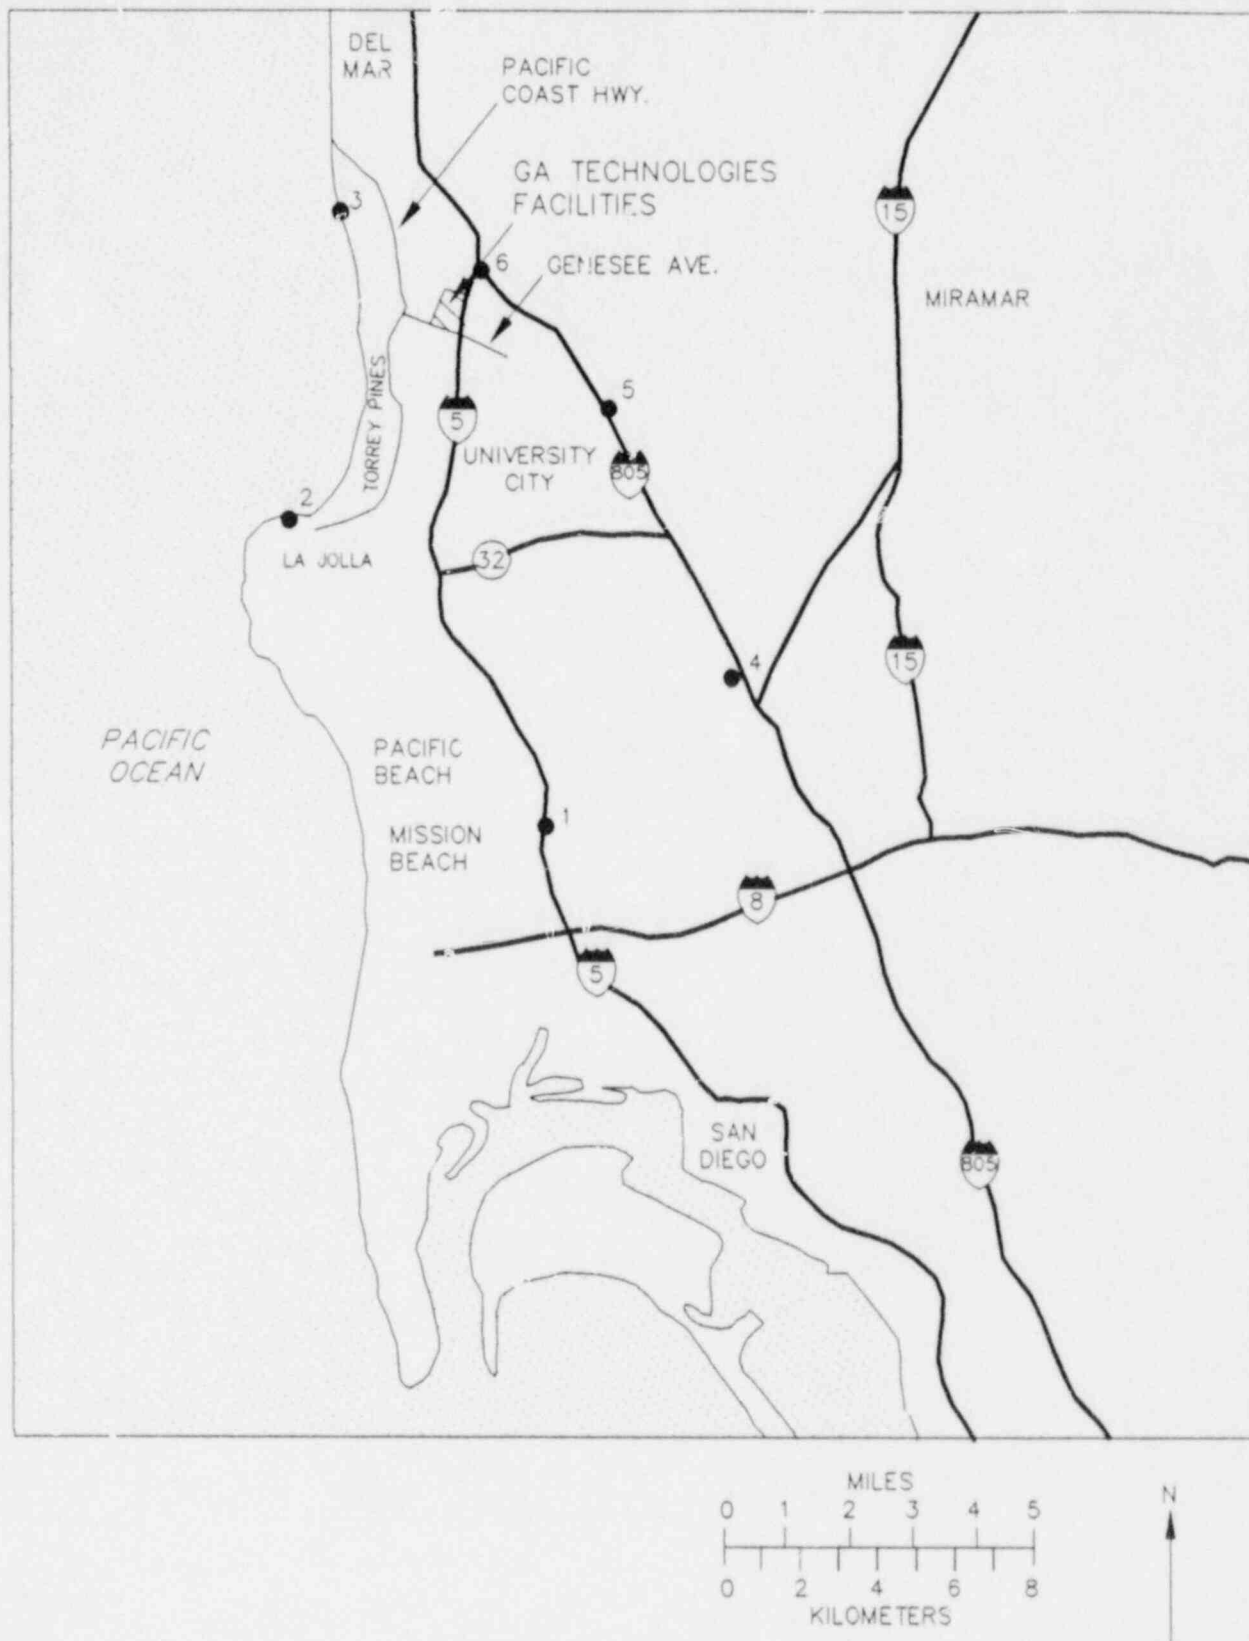 DEL
MAR
PACIFIC
COAST HWY.
GA TECHNOLOGIES
FACILITIES
3
15
6
GENESEE AVE.
MIRAMAR
TORREY PINES
5
5
UNIVERSITY
CITY
805
2
LA JOLLA
32
4
15
PACIFIC
OCEAN
PACIFIC
BEACH
1
MISSION
BEACH
8
5
SAN
DIEGO
805
MILES
0 1 2 3 4 5
0 2 4 6 8
KILOMETERS
N